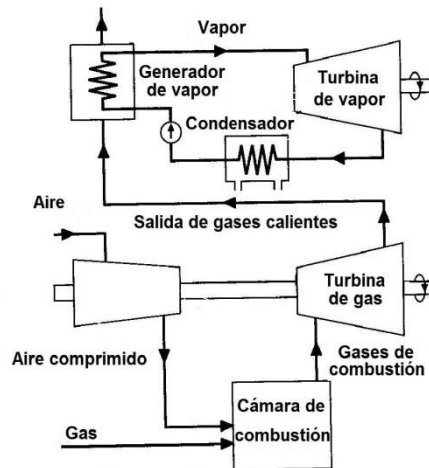 Vapor
Generador
de vapor
Turbina
de vapor
Condensador
Aire
Salida de gases calientes
Turbina
de gas
Aire comprimido
Gases de
combustión
Cámara de
combustión
Gas